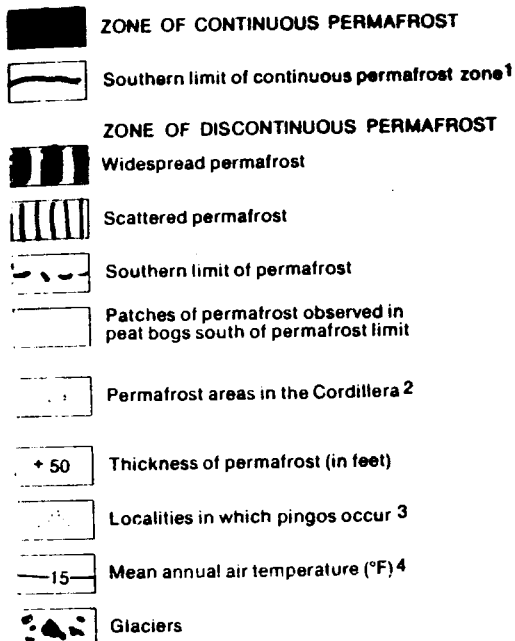 ZONE OF CONTINUOUS PERMAFROST
Southern limit of continuous permafrost zone1
ZONE OF DISCONTINUOUS PERMAFROST
Widespread permafrost
Scattered permafrost
Southern limit of permafrost
Patches of permafrost observed in
peat bogs south of permafrost limit
Permafrost areas in the Cordillera 2
+ 50 Thickness of permafrost (in feet)
Localities in which pingos occur 3
15 Mean annual air temperature (°F) 4
Glaciers